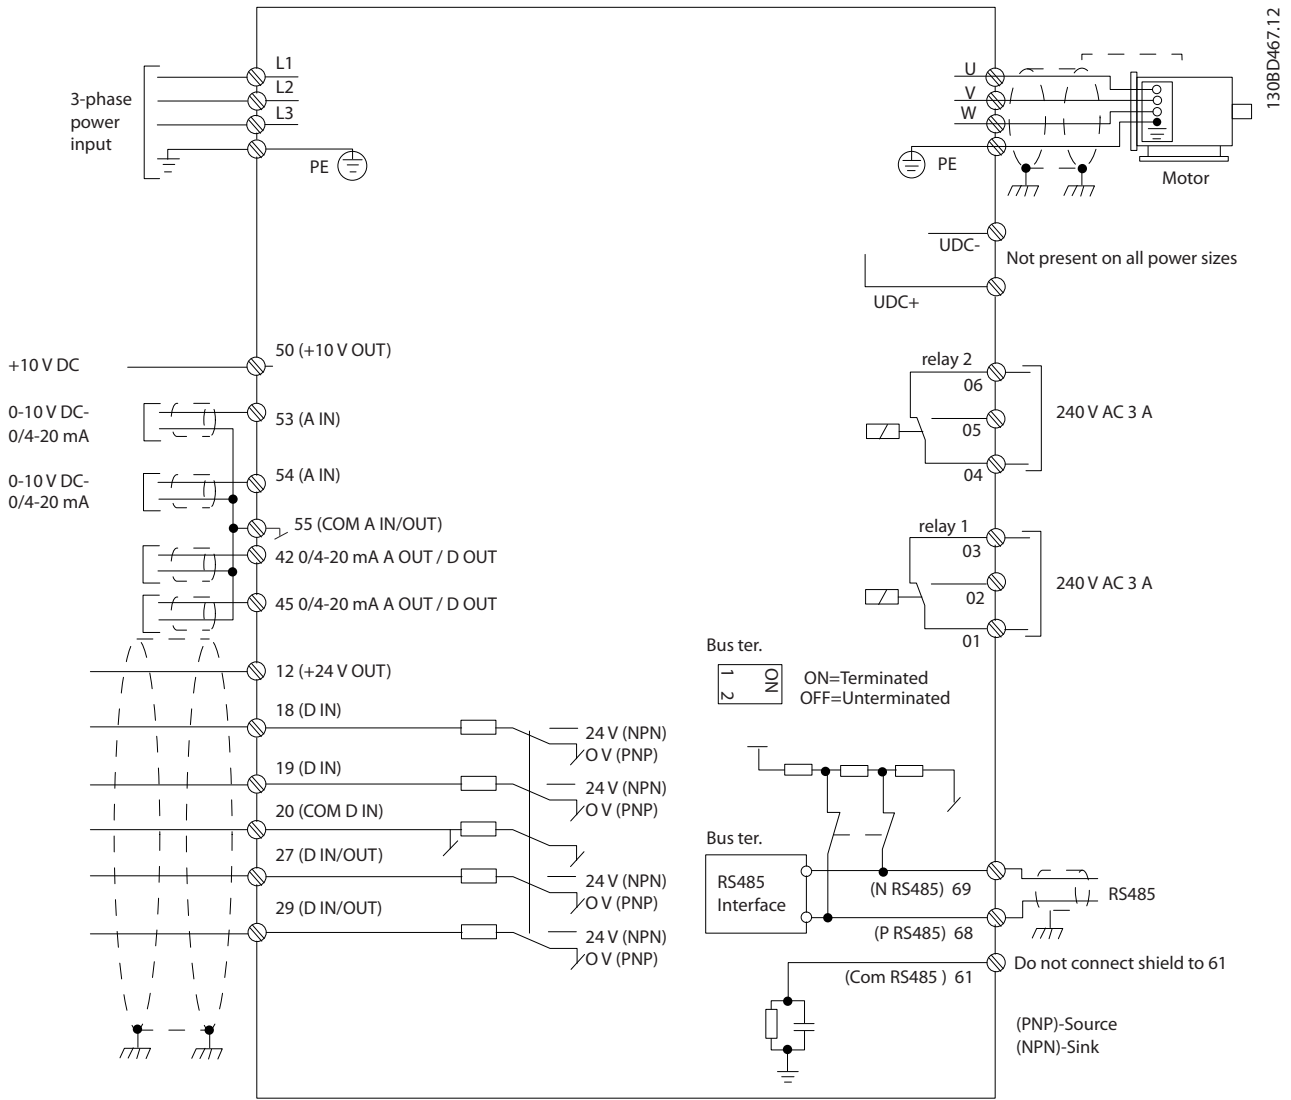 130BD467.12
L1
L2
L3
3-phase
power
input
PE
U
V
W
PE
Motor
UDC-
Not present on all power sizes
UDC+
+10 V DC
50 (+10 V OUT)
0-10 V DC-
0/4-20 mA
53 (A IN)
0-10 V DC-
0/4-20 mA
54 (A IN)
55 (COM A IN/OUT)
42 0/4-20 mA A OUT / D OUT
45 0/4-20 mA A OUT / D OUT
relay 2
06
05
04
240 V AC 3 A
relay 1
03
02
01
240 V AC 3 A
12 (+24 V OUT)
18 (D IN)
24 V (NPN)
O V (PNP)
19 (D IN)
24 V (NPN)
O V (PNP)
20 (COM D IN)
27 (D IN/OUT)
24 V (NPN)
O V (PNP)
29 (D IN/OUT)
24 V (NPN)
O V (PNP)
Bus ter.
1
2
ON
ON=Terminated
OFF=Unterminated
Bus ter.
RS485
Interface
(N RS485) 69
(P RS485) 68
RS485
(Com RS485 ) 61
Do not connect shield to 61
(PNP)-Source
(NPN)-Sink